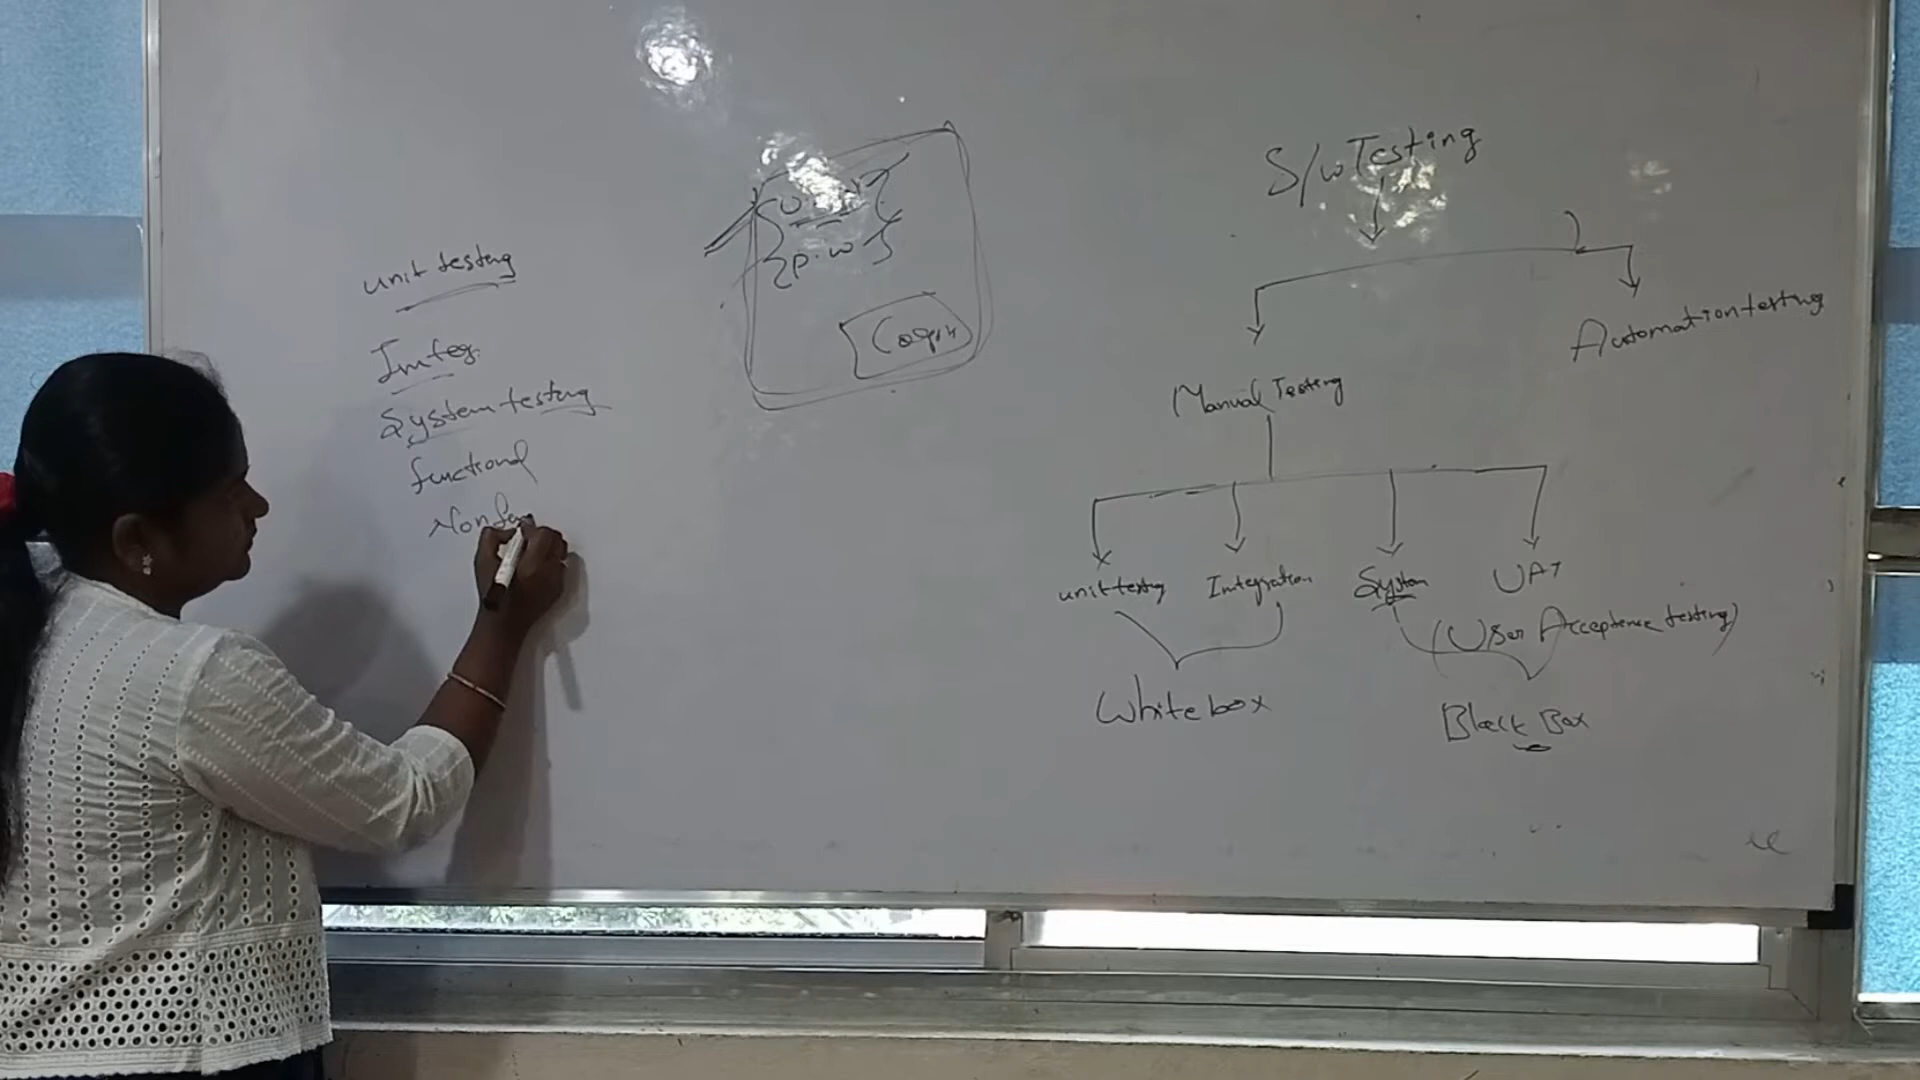 unit testing
Integ.
System testing
functional
Non fun
U.N
p.w
Login
S/w Testing
Automation testing
Manual Testing
unit testing
Integration
System
UAT
(User Acceptence testing)
White box
Black Box